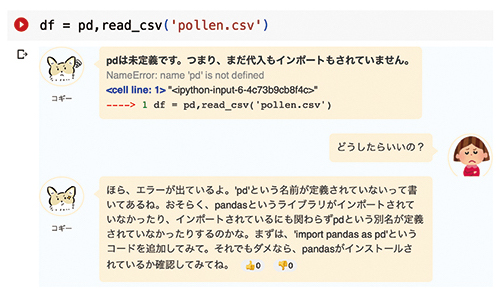 df = pd,read_csv('pollen.csv')
pdは未定義です。つまり、まだ代入もインポートもされていません。
NameError: name 'pd' is not defined
<cell line: 1> "<ipython-input-6-4c73b9cb8f4c>"
----> 1 df = pd,read_csv('pollen.csv')
コギー
どうしたらいいの？
ほら、エラーが出ているよ。'pd'という名前が定義されていないって書
いてあるね。おそらく、pandasというライブラリがインポートされて
いなかったり、インポートされているにも関わらずpdという別名が定義
されていなかったりするのかな。まずは、'import pandas as pd'という
コードを追加してみて。それでもダメなら、pandasがインストールさ
れているか確認してみてね。 👍0 👎0
コギー